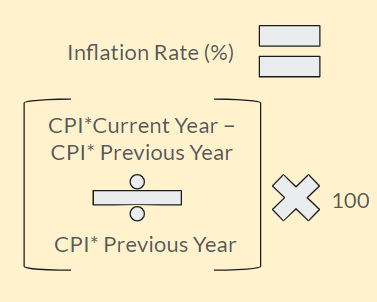 Inflation Rate (%)
CPI*Current Year –
CPI* Previous Year
CPI* Previous Year
100